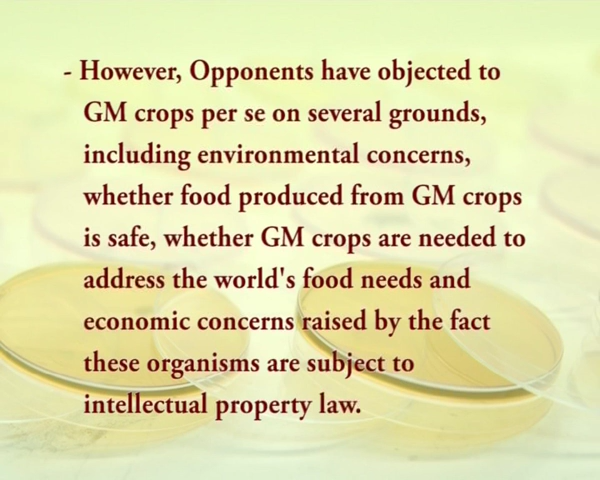 - However, Opponents have objected to
GM crops per se on several grounds,
including environmental concerns,
whether food produced from GM crops
is safe, whether GM crops are needed to
address the world's food needs and
economic concerns raised by the fact
these organisms are subject to
intellectual property law.